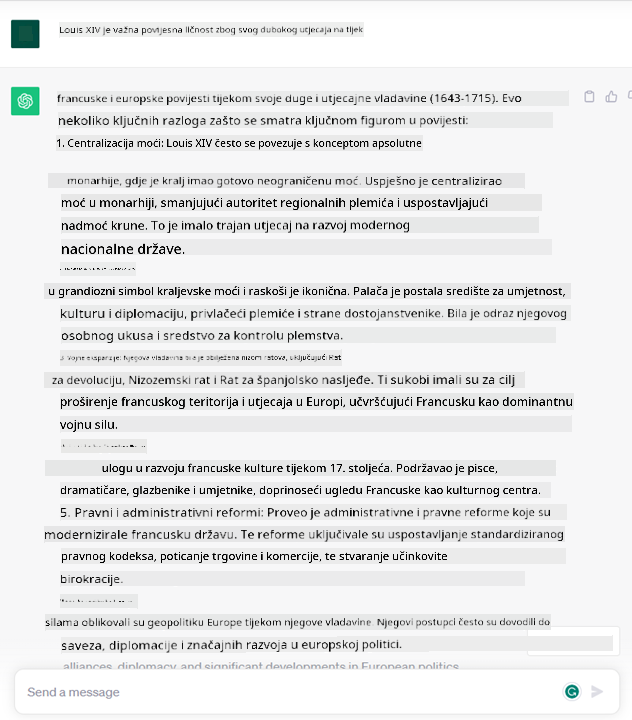 Louis XIV je važna povijesna ličnost zbog svog dubokog utjecaja na tijek
francuske i europske povijesti tijekom svoje duge i utjecajne vladavine (1643-1715). Evo
nekoliko ključnih razloga zašto se smatra ključnom figurom u povijesti:
1. Centralizacija moći: Louis XIV često se povezuje s konceptom apsolutne
monarhije, gdje je kralj imao gotovo neograničenu moć. Uspješno je centralizirao
moć u monarhiji, smanjujući autoritet regionalnih plemića i uspostavljajući
nadmoć krune. To je imalo trajan utjecaj na razvoj modernog
nacionalne države.
u grandiozni simbol kraljevske moći i raskoši je ikonična. Palača je postala središte za umjetnost,
kulturu i diplomaciju, privlačeći plemiće i strane dostojanstvenike. Bila je odraz njegovog
osobnog ukusa i sredstvo za kontrolu plemstva.
3. Vojne ekspanzije: Njegova vladavina bila je obilježena nizom ratova, uključujući Rat
za devoluciju, Nizozemski rat i Rat za španjolsko nasljeđe. Ti sukobi imali su za cilj
proširenje francuskog teritorija i utjecaja u Europi, učvršćujući Francusku kao dominantnu
vojnu silu.
ulogu u razvoju francuske kulture tijekom 17. stoljeća. Podržavao je pisce,
dramatičare, glazbenike i umjetnike, doprinoseći ugledu Francuske kao kulturnog centra.
5. Pravni i administrativni reformi: Proveo je administrativne i pravne reforme koje su
modernizirale francusku državu. Te reforme uključivale su uspostavljanje standardiziranog
pravnog kodeksa, poticanje trgovine i komercije, te stvaranje učinkovite
birokracije.
silama oblikovali su geopolitiku Europe tijekom njegove vladavine. Njegovi postupci često su dovodili do
saveza, diplomacije i značajnih razvoja u europskoj politici.
alliances, diplomacy, and significant developments in European politics.
Send a message